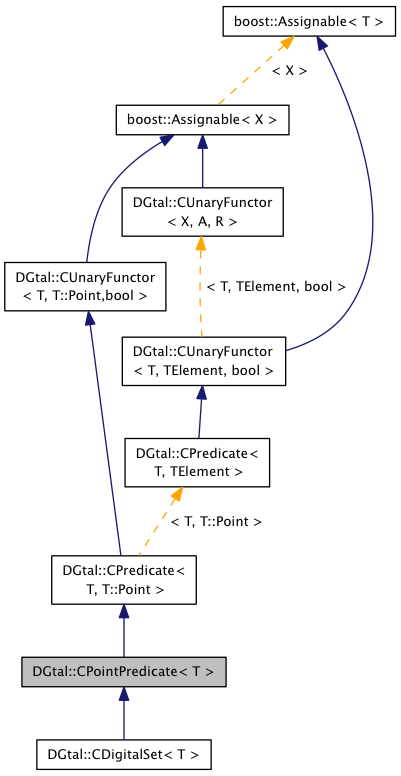 boost::Assignable< T >
< X >
boost::Assignable< X >
DGtal::CUnaryFunctor
< X, A, R >
DGtal::CUnaryFunctor
< T, T::Point,bool >
< T, TElement, bool >
DGtal::CUnaryFunctor
< T, TElement, bool >
DGtal::CPredicate<
T, TElement >
< T, T::Point >
DGtal::CPredicate<
T, T::Point >
DGtal::CPointPredicate< T >
DGtal::CDigitalSet< T >